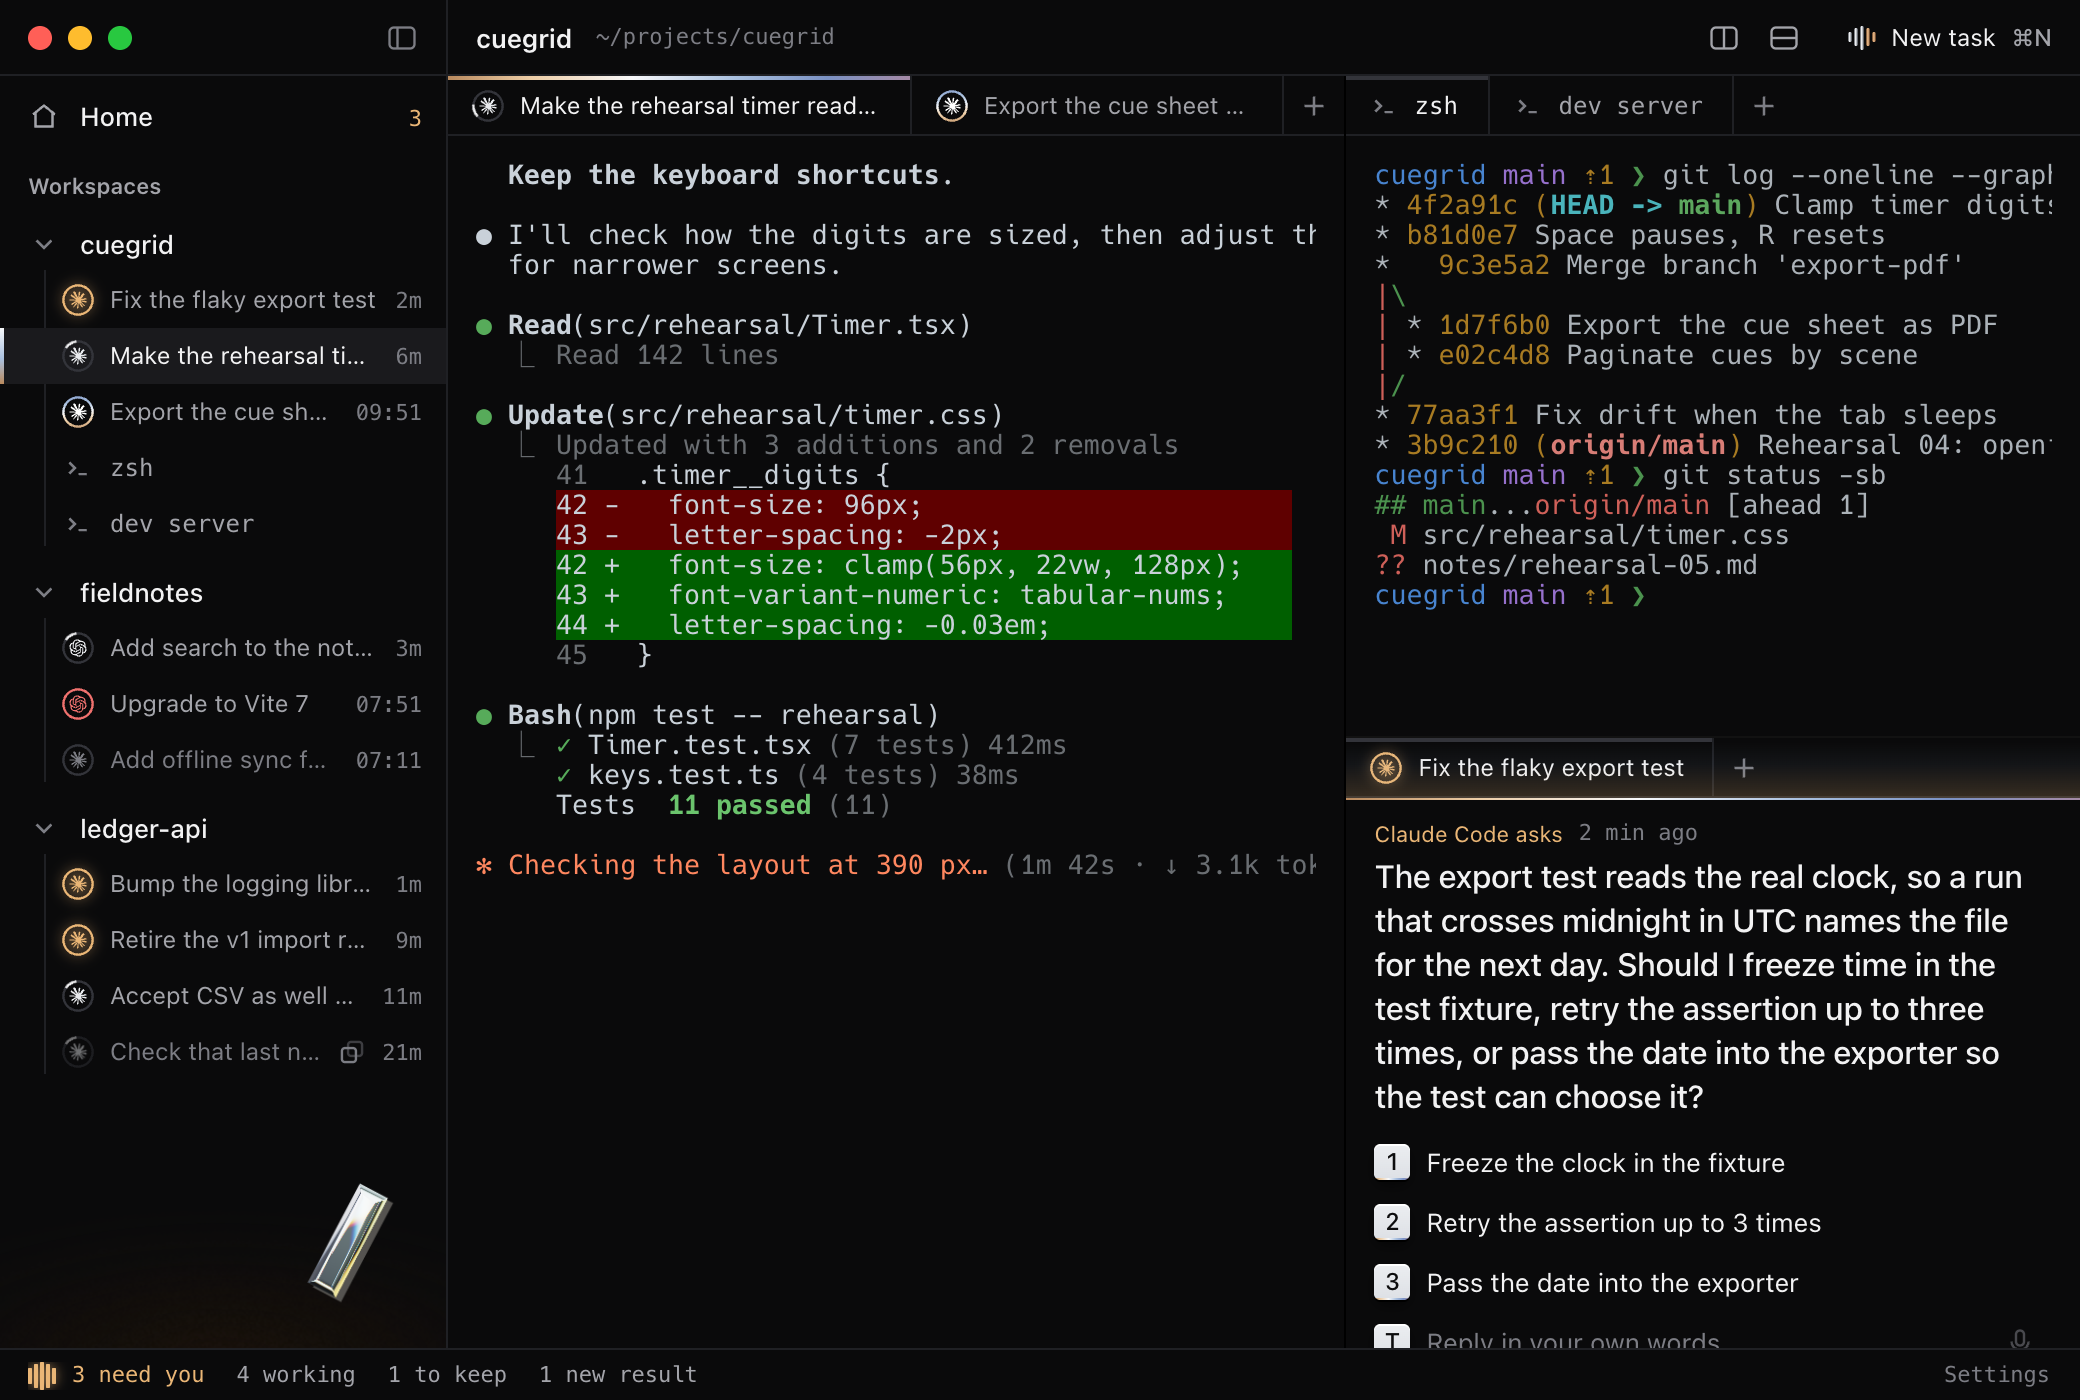 cuegrid ~/projects/cuegrid
New task ⌘N
Home 3
Workspaces
cuegrid
Fix the flaky export test 2m
Make the rehearsal ti... 6m
Export the cue sh... 09:51
zsh
dev server
fieldnotes
Add search to the not... 3m
Upgrade to Vite 7 07:51
Add offline sync f... 07:11
ledger-api
Bump the logging libr... 1m
Retire the v1 import r... 9m
Accept CSV as well ... 11m
Check that last n... 21m
Make the rehearsal timer read...
Export the cue sheet ...
Keep the keyboard shortcuts.
● I'll check how the digits are sized, then adjust th
for narrower screens.
● Read(src/rehearsal/Timer.tsx)
⎿ Read 142 lines
● Update(src/rehearsal/timer.css)
⎿ Updated with 3 additions and 2 removals
41 .timer__digits {
42 - font-size: 96px;
43 - letter-spacing: -2px;
42 + font-size: clamp(56px, 22vw, 128px);
43 + font-variant-numeric: tabular-nums;
44 + letter-spacing: -0.03em;
45 }
● Bash(npm test -- rehearsal)
⎿ ✓ Timer.test.tsx (7 tests) 412ms
✓ keys.test.ts (4 tests) 38ms
Tests 11 passed (11)
✻ Checking the layout at 390 px… (1m 42s · ↓ 3.1k tok
zsh
dev server
cuegrid main ⇡1 ❯ git log --oneline --graph
* 4f2a91c (HEAD -> main) Clamp timer digits
* b81d0e7 Space pauses, R resets
* 9c3e5a2 Merge branch 'export-pdf'
|\
| * 1d7f6b0 Export the cue sheet as PDF
| * e02c4d8 Paginate cues by scene
|/
* 77aa3f1 Fix drift when the tab sleeps
* 3b9c210 (origin/main) Rehearsal 04: open
cuegrid main ⇡1 ❯ git status -sb
## main...origin/main [ahead 1]
M src/rehearsal/timer.css
?? notes/rehearsal-05.md
cuegrid main ⇡1 ❯
Fix the flaky export test
Claude Code asks 2 min ago
The export test reads the real clock, so a run
that crosses midnight in UTC names the file
for the next day. Should I freeze time in the
test fixture, retry the assertion up to three
times, or pass the date into the exporter so
the test can choose it?
1 Freeze the clock in the fixture
2 Retry the assertion up to 3 times
3 Pass the date into the exporter
T Reply in your own words
3 need you 4 working 1 to keep 1 new result
Settings